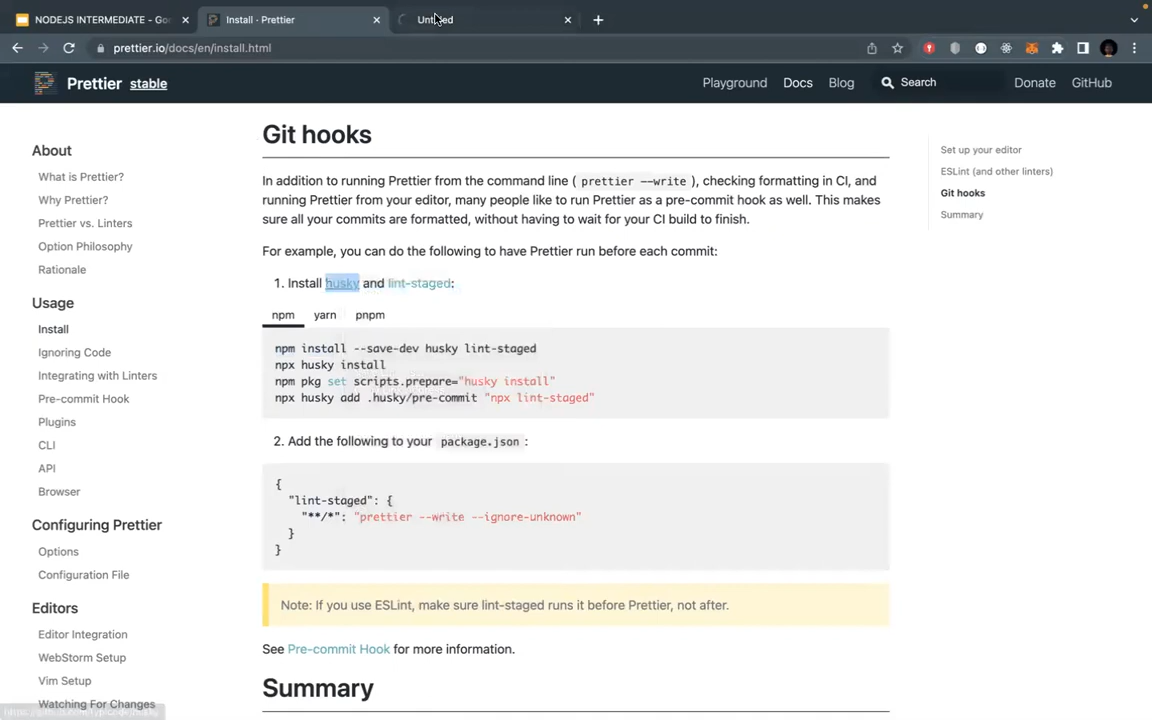 NODEJS INTERMEDIATE - Go
Install · Prettier
Untitled
prettier.io/docs/en/install.html
Prettier stable
Playground
Docs
Blog
Search
Donate
GitHub
About
What is Prettier?
Why Prettier?
Prettier vs. Linters
Option Philosophy
Rationale
Usage
Install
Ignoring Code
Integrating with Linters
Pre-commit Hook
Plugins
CLI
API
Browser
Configuring Prettier
Options
Configuration File
Editors
Editor Integration
WebStorm Setup
Vim Setup
Watching For Changes
Git hooks
In addition to running Prettier from the command line ( prettier --write ), checking formatting in CI, and
running Prettier from your editor, many people like to run Prettier as a pre-commit hook as well. This makes
sure all your commits are formatted, without having to wait for your CI build to finish.
For example, you can do the following to have Prettier run before each commit:
1. Install husky and lint-staged:
npm yarn pnpm
npm install --save-dev husky lint-staged
npx husky install
npm pkg set scripts.prepare="husky install"
npx husky add .husky/pre-commit "npx lint-staged"
2. Add the following to your package.json :
{
"lint-staged": {
"**/*": "prettier --write --ignore-unknown"
}
}
Note: If you use ESLint, make sure lint-staged runs it before Prettier, not after.
See Pre-commit Hook for more information.
Summary
Set up your editor
ESLint (and other linters)
Git hooks
Summary